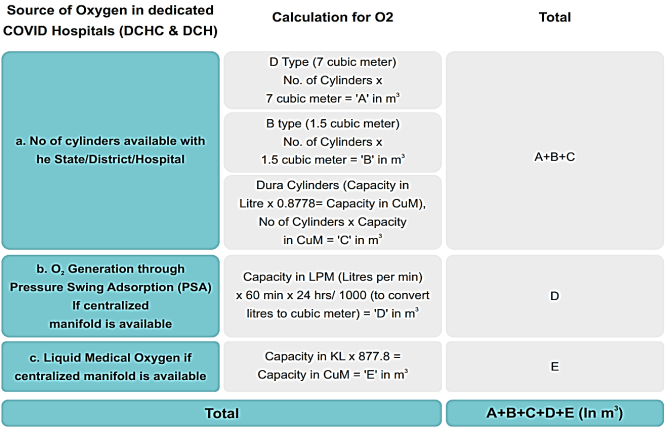 Source of Oxygen in dedicated
COVID Hospitals (DCHC & DCH)
Calculation for O2
Total
a. No of cylinders available with
he State/District/Hospital
D Type (7 cubic meter)
No. of Cylinders x
7 cubic meter = 'A' in m³
B type (1.5 cubic meter)
No. of Cylinders x
1.5 cubic meter = 'B' in m³
Dura Cylinders (Capacity in
Litre x 0.8778= Capacity in CuM),
No of Cylinders x Capacity
in CuM = 'C' in m³
A+B+C
b. O₂ Generation through
Pressure Swing Adsorption (PSA)
If centralized
manifold is available
Capacity in LPM (Litres per min)
x 60 min x 24 hrs/ 1000 (to convert
litres to cubic meter) = 'D' in m³
D
c. Liquid Medical Oxygen if
centralized manifold is available
Capacity in KL x 877.8 =
Capacity in CuM = 'E' in m³
E
Total
A+B+C+D+E (In m³)